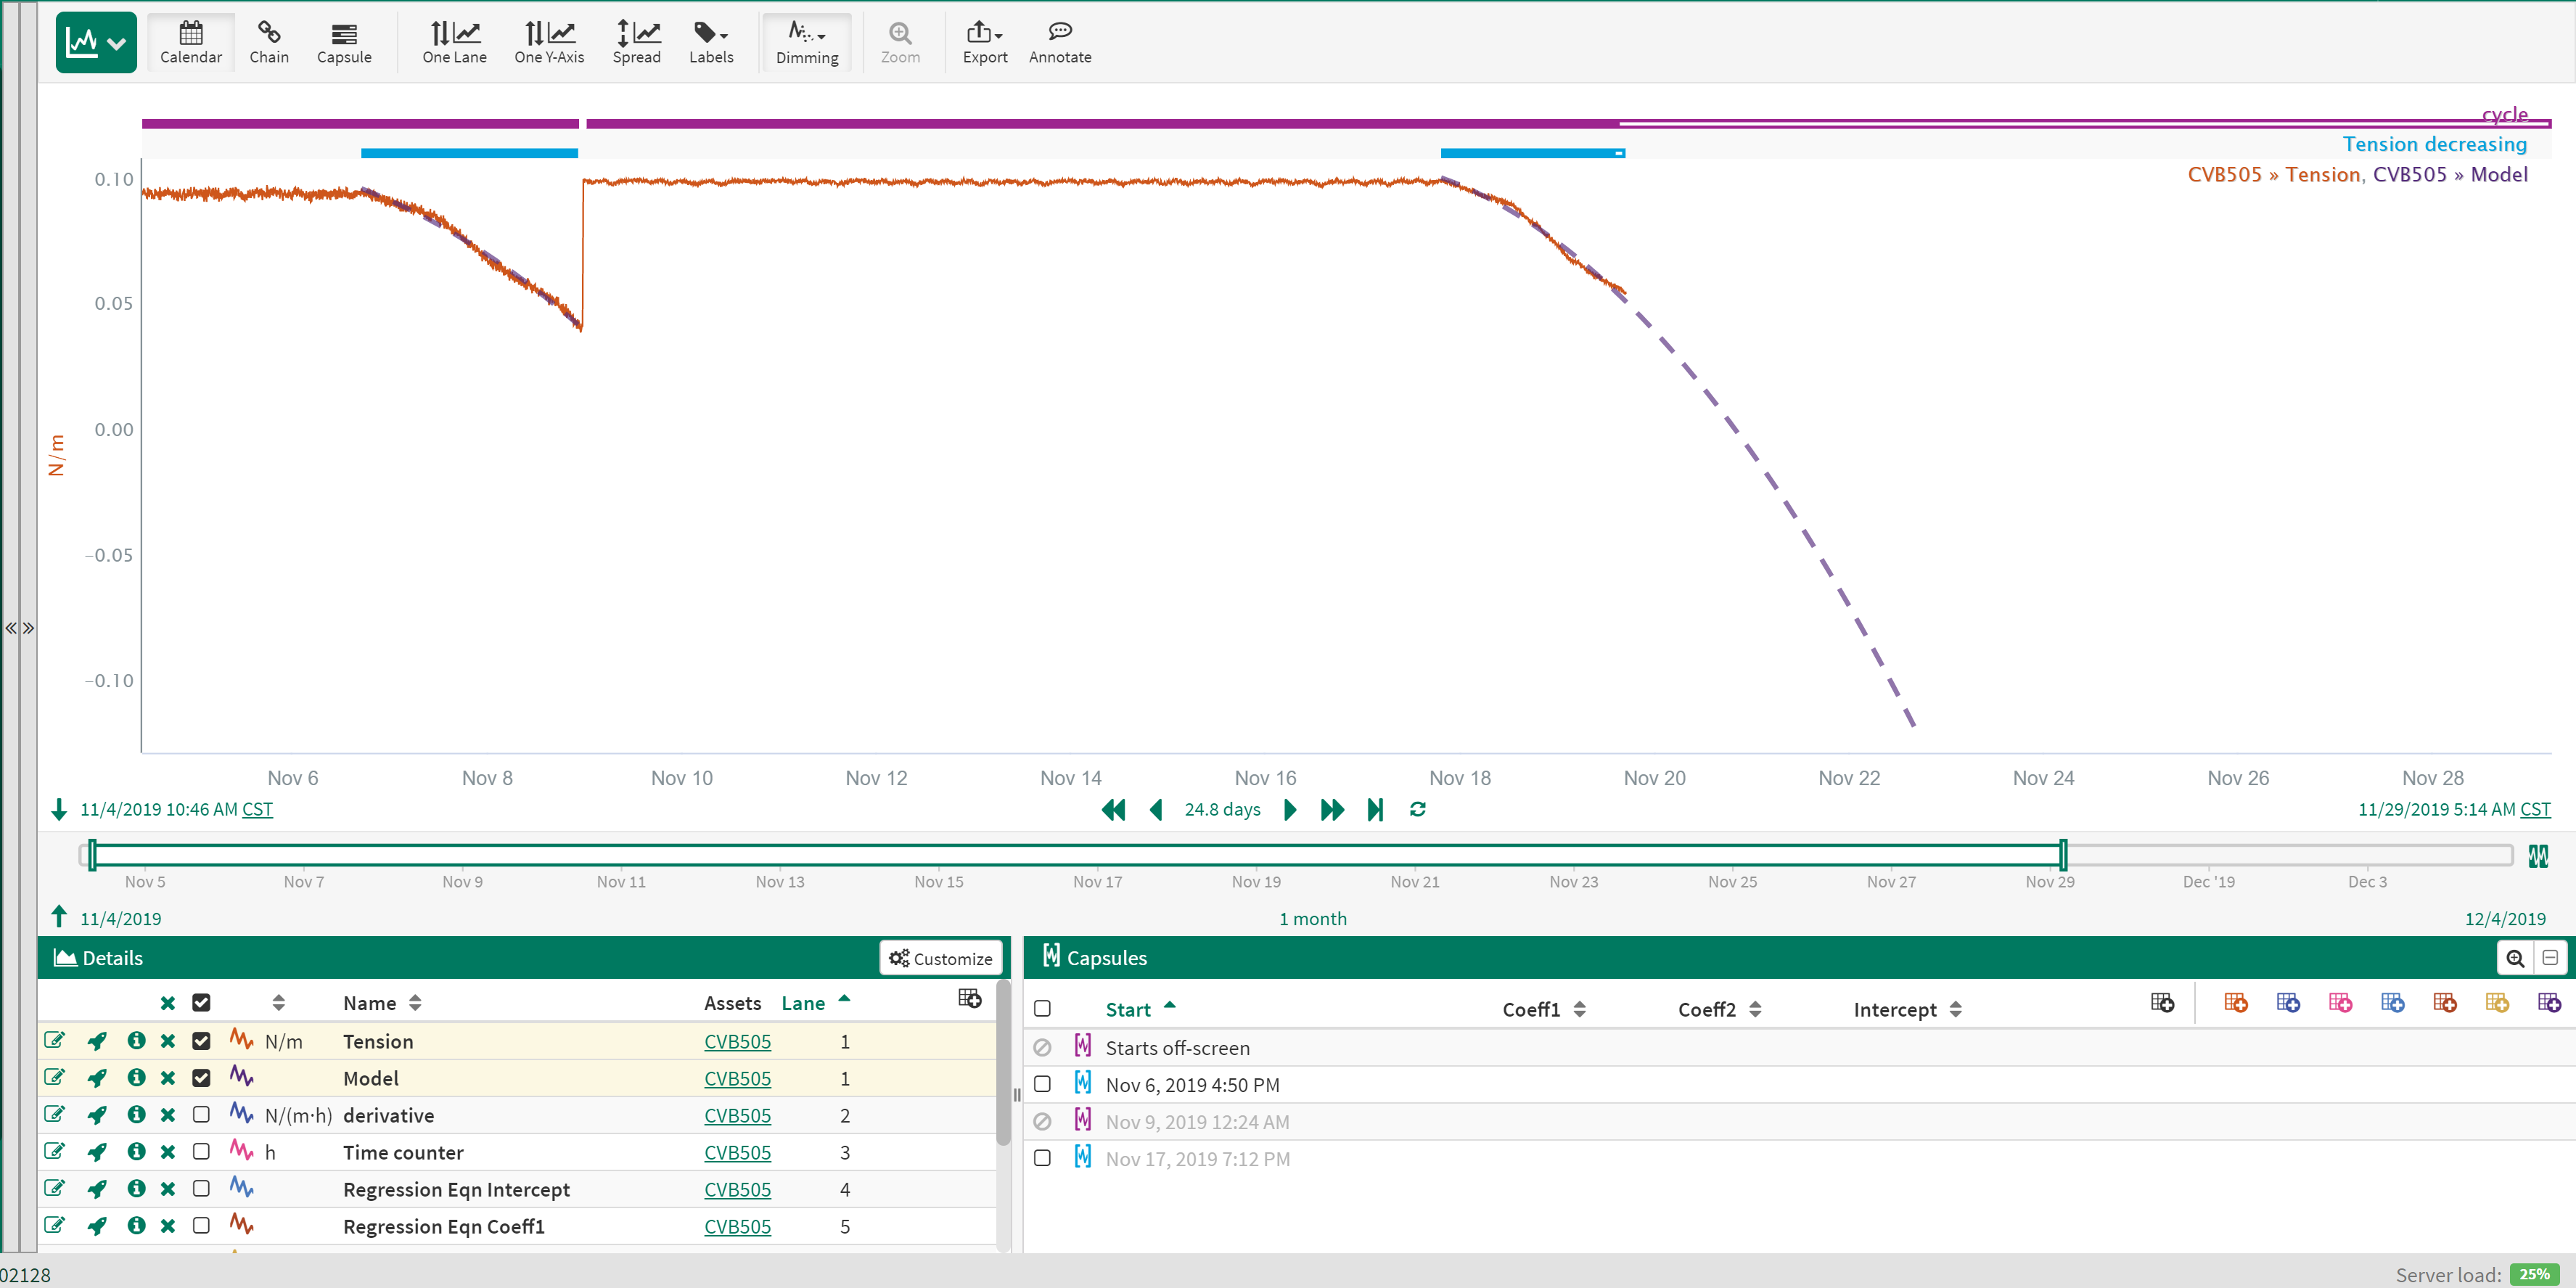 Calendar Chain Capsule One Lane One Y-Axis Spread Labels Dimming Zoom Export Annotate
cycle
Tension decreasing
CVB505 » Tension, CVB505 » Model
0.10
0.05
0.00
−0.05
−0.10
N/m
Nov 6 Nov 8 Nov 10 Nov 12 Nov 14 Nov 16 Nov 18 Nov 20 Nov 22 Nov 24 Nov 26 Nov 28
11/4/2019 10:46 AM CST 24.8 days 11/29/2019 5:14 AM CST
Nov 5 Nov 7 Nov 9 Nov 11 Nov 13 Nov 15 Nov 17 Nov 19 Nov 21 Nov 23 Nov 25 Nov 27 Nov 29 Dec '19 Dec 3
11/4/2019 1 month 12/4/2019
Details Customize
Name Assets Lane
N/m Tension CVB505 1
Model CVB505 1
N/(m·h) derivative CVB505 2
h Time counter CVB505 3
Regression Eqn Intercept CVB505 4
Regression Eqn Coeff1 CVB505 5
Capsules
Start Coeff1 Coeff2 Intercept
Starts off-screen
Nov 6, 2019 4:50 PM
Nov 9, 2019 12:24 AM
Nov 17, 2019 7:12 PM
02128 Server load: 25%